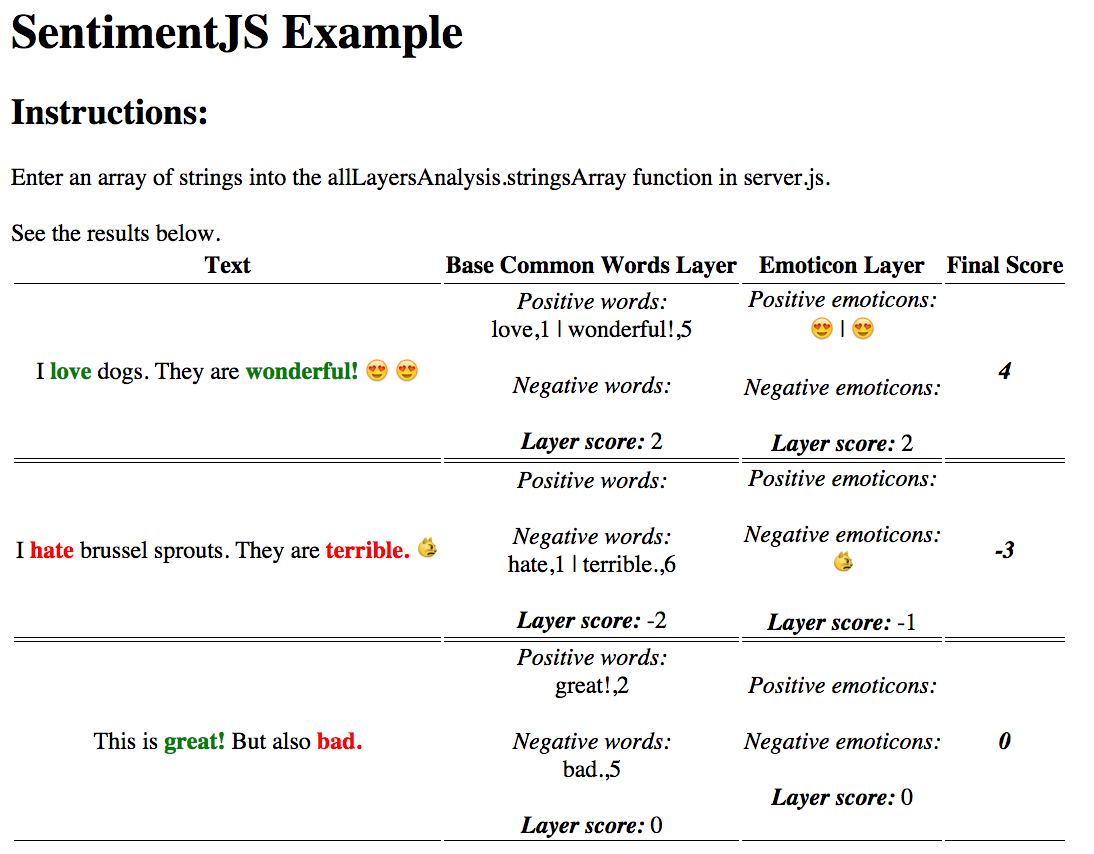 SentimentJS Example
Instructions:
Enter an array of strings into the allLayersAnalysis.stringsArray function in server.js.
See the results below.
Text Base Common Words Layer Emoticon Layer Final Score
I love dogs. They are wonderful! 😍 😍
Positive words:
love,1 | wonderful!,5
Negative words:
Layer score: 2
Positive emoticons:
😍 | 😍
Negative emoticons:
Layer score: 2
4
I hate brussel sprouts. They are terrible.
Positive words:
Negative words:
hate,1 | terrible.,6
Layer score: -2
Positive emoticons:
Negative emoticons:
Layer score: -1
-3
This is great! But also bad.
Positive words:
great!,2
Negative words:
bad.,5
Layer score: 0
Positive emoticons:
Negative emoticons:
Layer score: 0
0